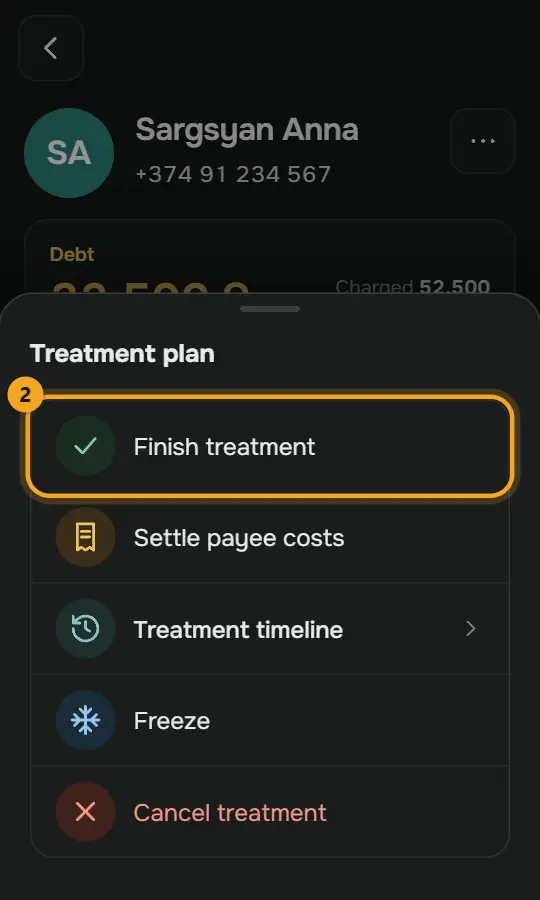 SA
Sargsyan Anna
+374 91 234 567
Debt
Charged 52,500
Treatment plan
2
Finish treatment
Settle payee costs
Treatment timeline
Freeze
Cancel treatment